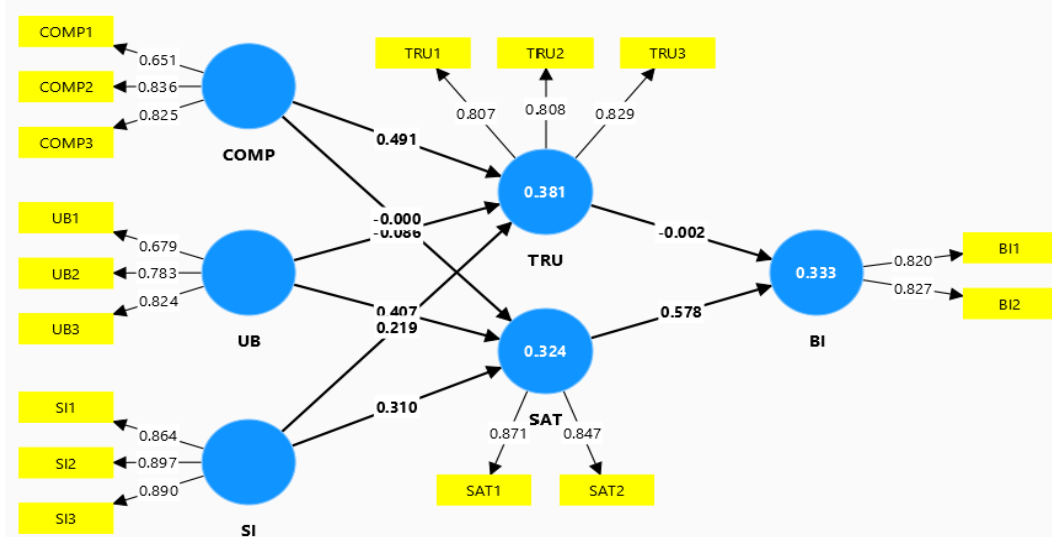 COMP1
COMP2
COMP3
0.651
0.836
0.825
COMP
TRU1
TRU2
TRU3
0.807
0.808
0.829
0.491
0.381
TRU
UB1
UB2
UB3
0.679
0.783
0.824
UB
-0.000
-0.086
-0.002
0.333
BI
0.820
0.827
BI1
BI2
0.407
0.219
0.578
0.324
SAT
0.310
SI1
SI2
SI3
0.864
0.897
0.890
SI
0.871
0.847
SAT1
SAT2